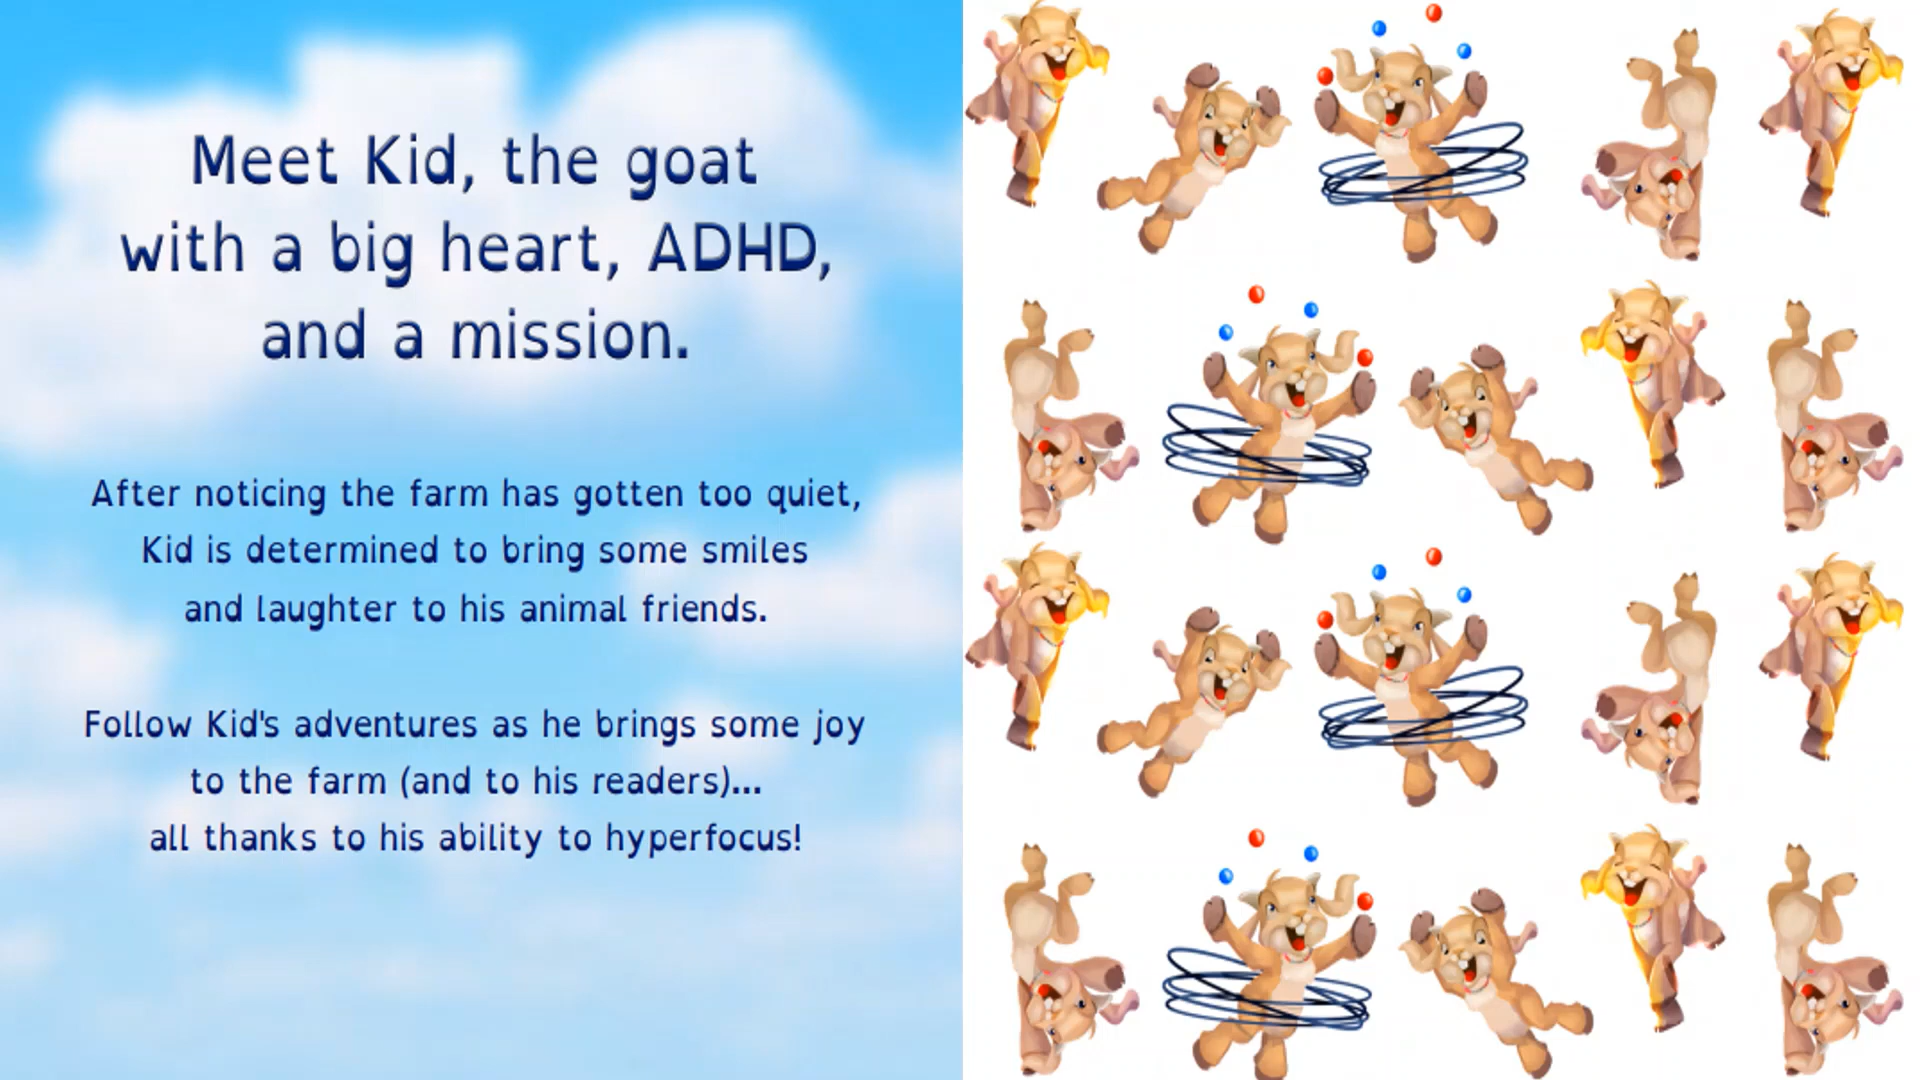 Meet Kid, the goat
with a big heart, ADHD,
and a mission.
After noticing the farm has gotten too quiet,
Kid is determined to bring some smiles
and laughter to his animal friends.
Follow Kid's adventures as he brings some joy
to the farm (and to his readers)...
all thanks to his ability to hyperfocus!